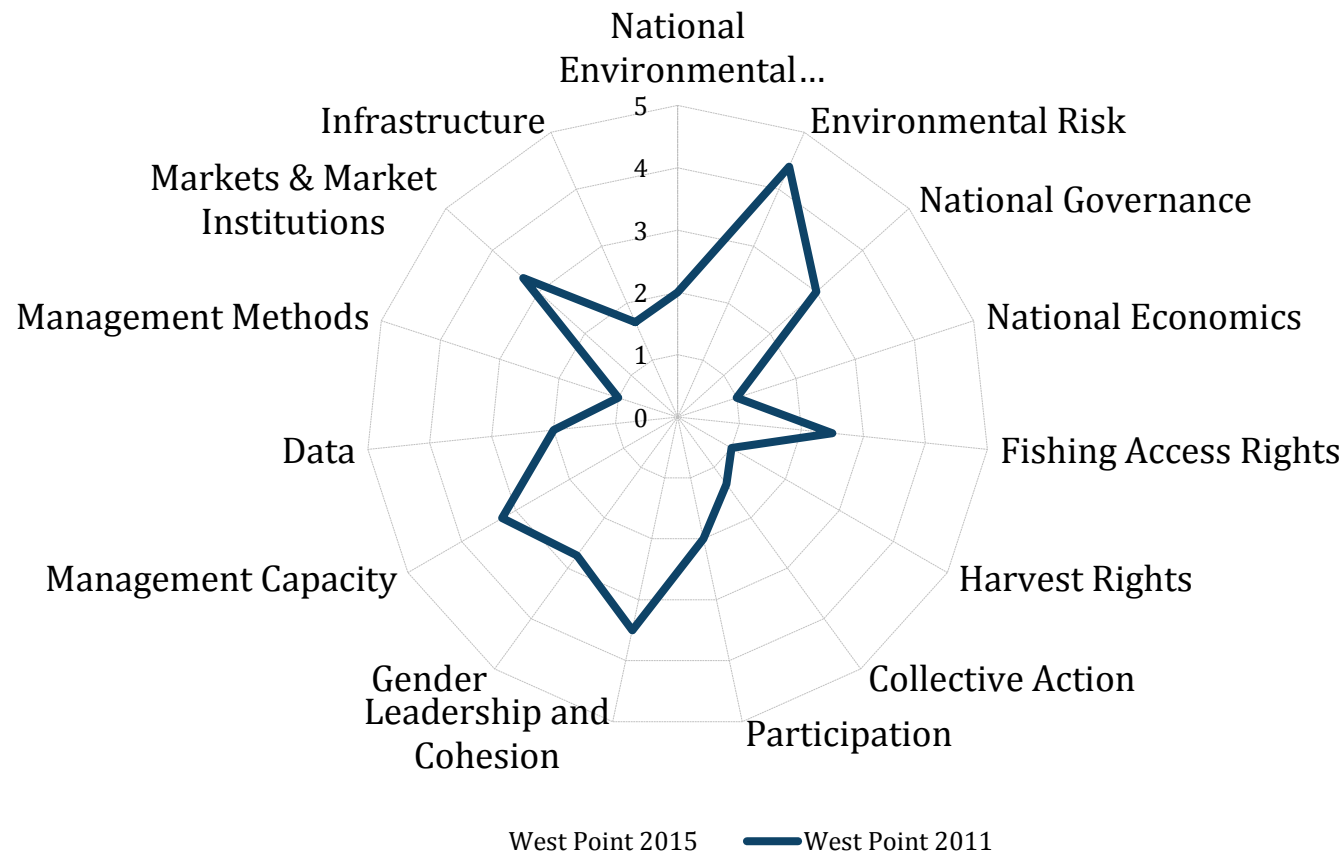 National
Environmental…
Environmental Risk
National Governance
National Economics
Fishing Access Rights
Harvest Rights
Collective Action
Participation
Leadership and
Cohesion
Gender
Management Capacity
Data
Management Methods
Markets & Market
Institutions
Infrastructure
5
4
3
2
1
0
West Point 2015
West Point 2011